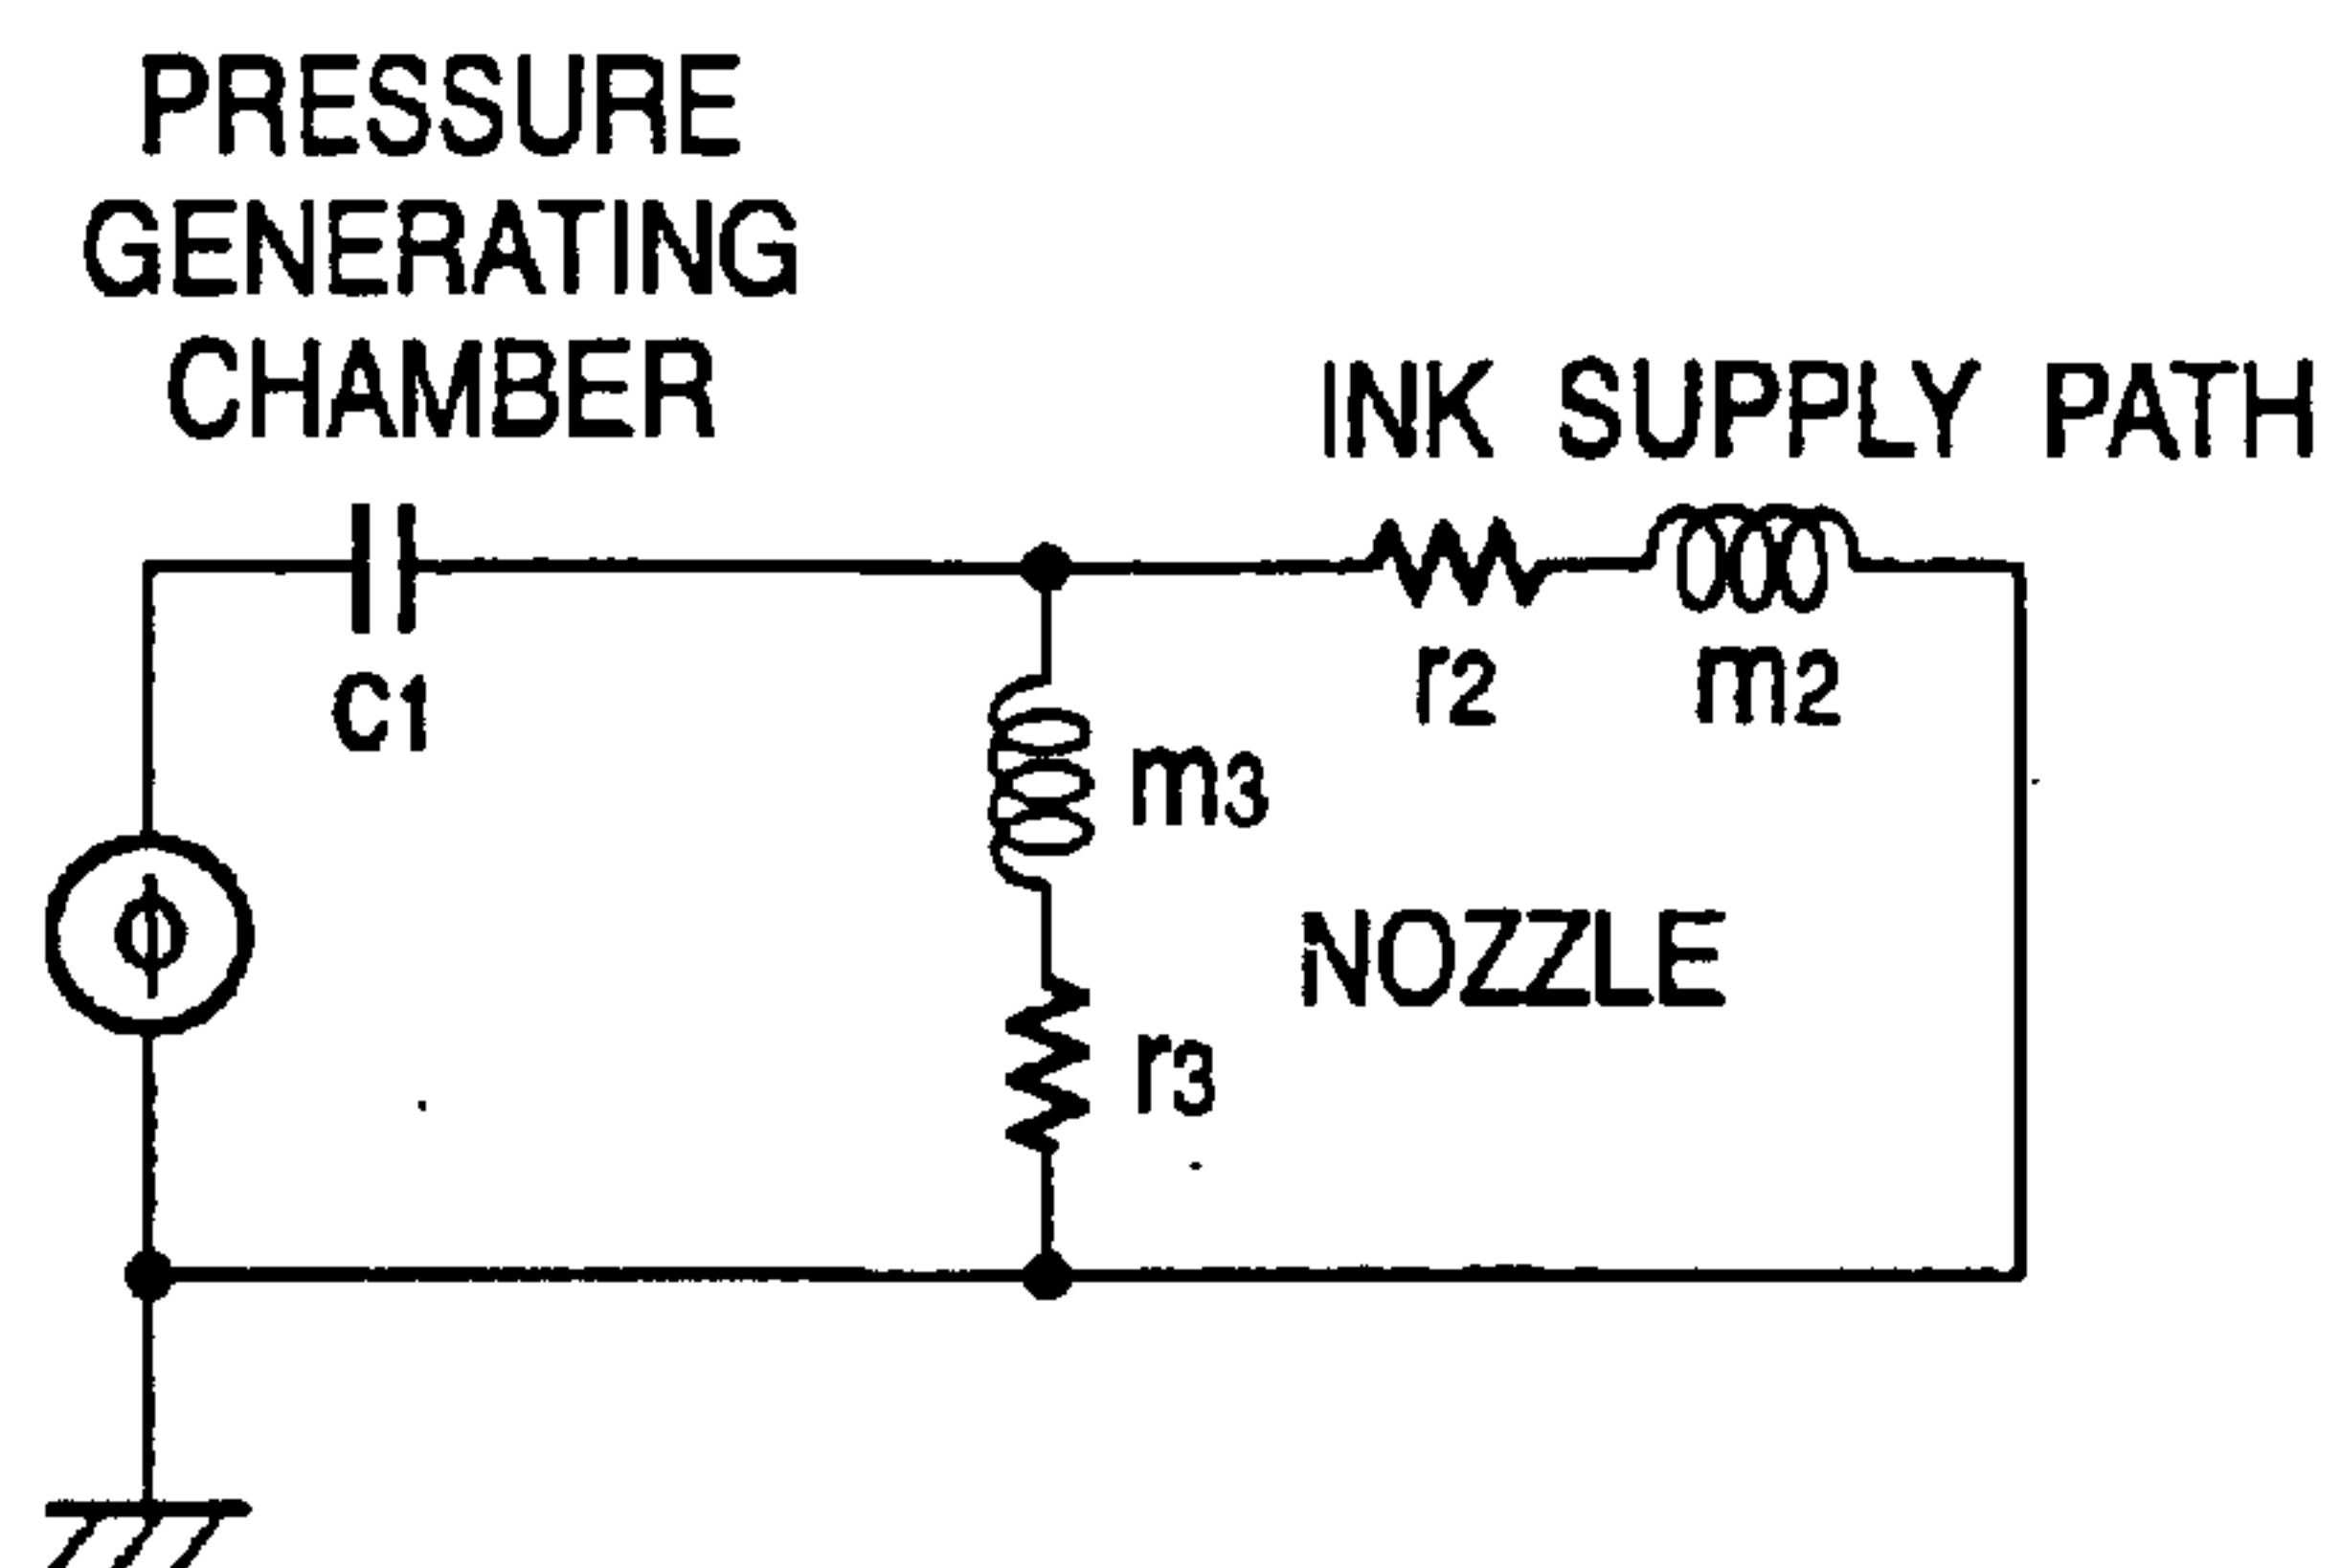 PRESSURE
GENERATING
CHAMBER
INK SUPPLY PATH
c1
r2
m2
m3
NOZZLE
ϕ
r3